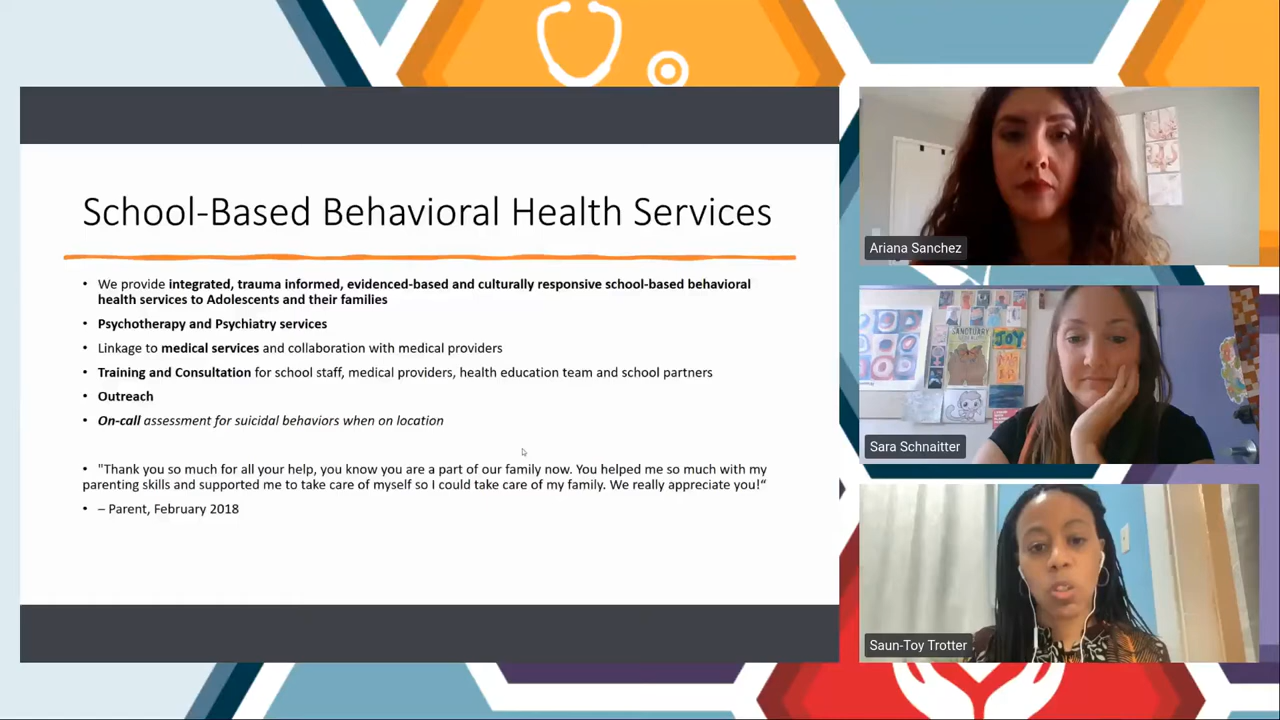 School-Based Behavioral Health Services
• We provide integrated, trauma informed, evidenced-based and culturally responsive school-based behavioral
health services to Adolescents and their families
• Psychotherapy and Psychiatry services
• Linkage to medical services and collaboration with medical providers
• Training and Consultation for school staff, medical providers, health education team and school partners
• Outreach
• On-call assessment for suicidal behaviors when on location
• "Thank you so much for all your help, you know you are a part of our family now. You helped me so much with my
parenting skills and supported me to take care of myself so I could take care of my family. We really appreciate you!“
• – Parent, February 2018
Ariana Sanchez
SANCTUARY
JOY
Sara Schnaitter
Saun-Toy Trotter